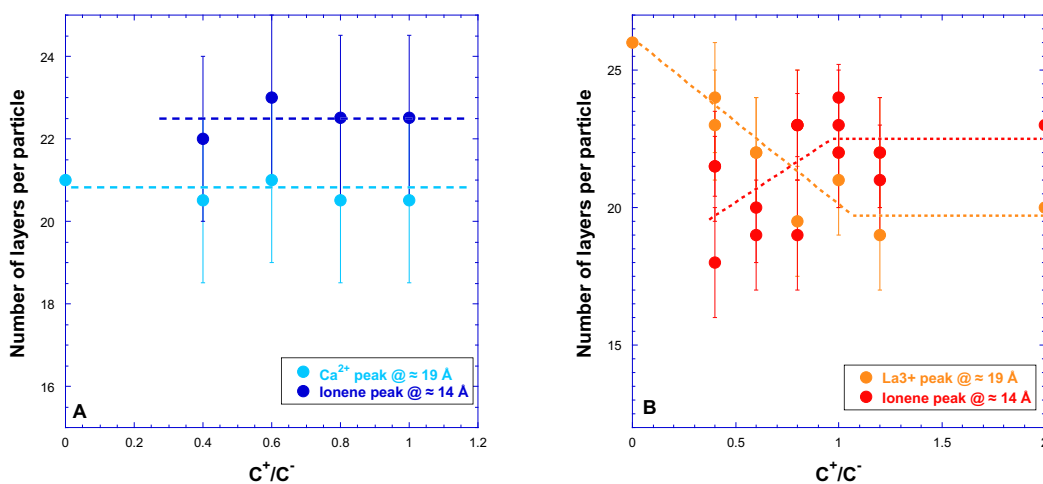 Number of layers per particle
24
22
20
18
16
Ca²⁺ peak @ ≈ 19 Å
Ionene peak @ ≈ 14 Å
A
0
0.2
0.4
0.6
0.8
1
1.2
C⁺/C⁻
Number of layers per particle
25
20
15
La3+ peak @ ≈ 19 Å
Ionene peak @ ≈ 14 Å
B
0
0.5
1
1.5
2
C⁺/C⁻